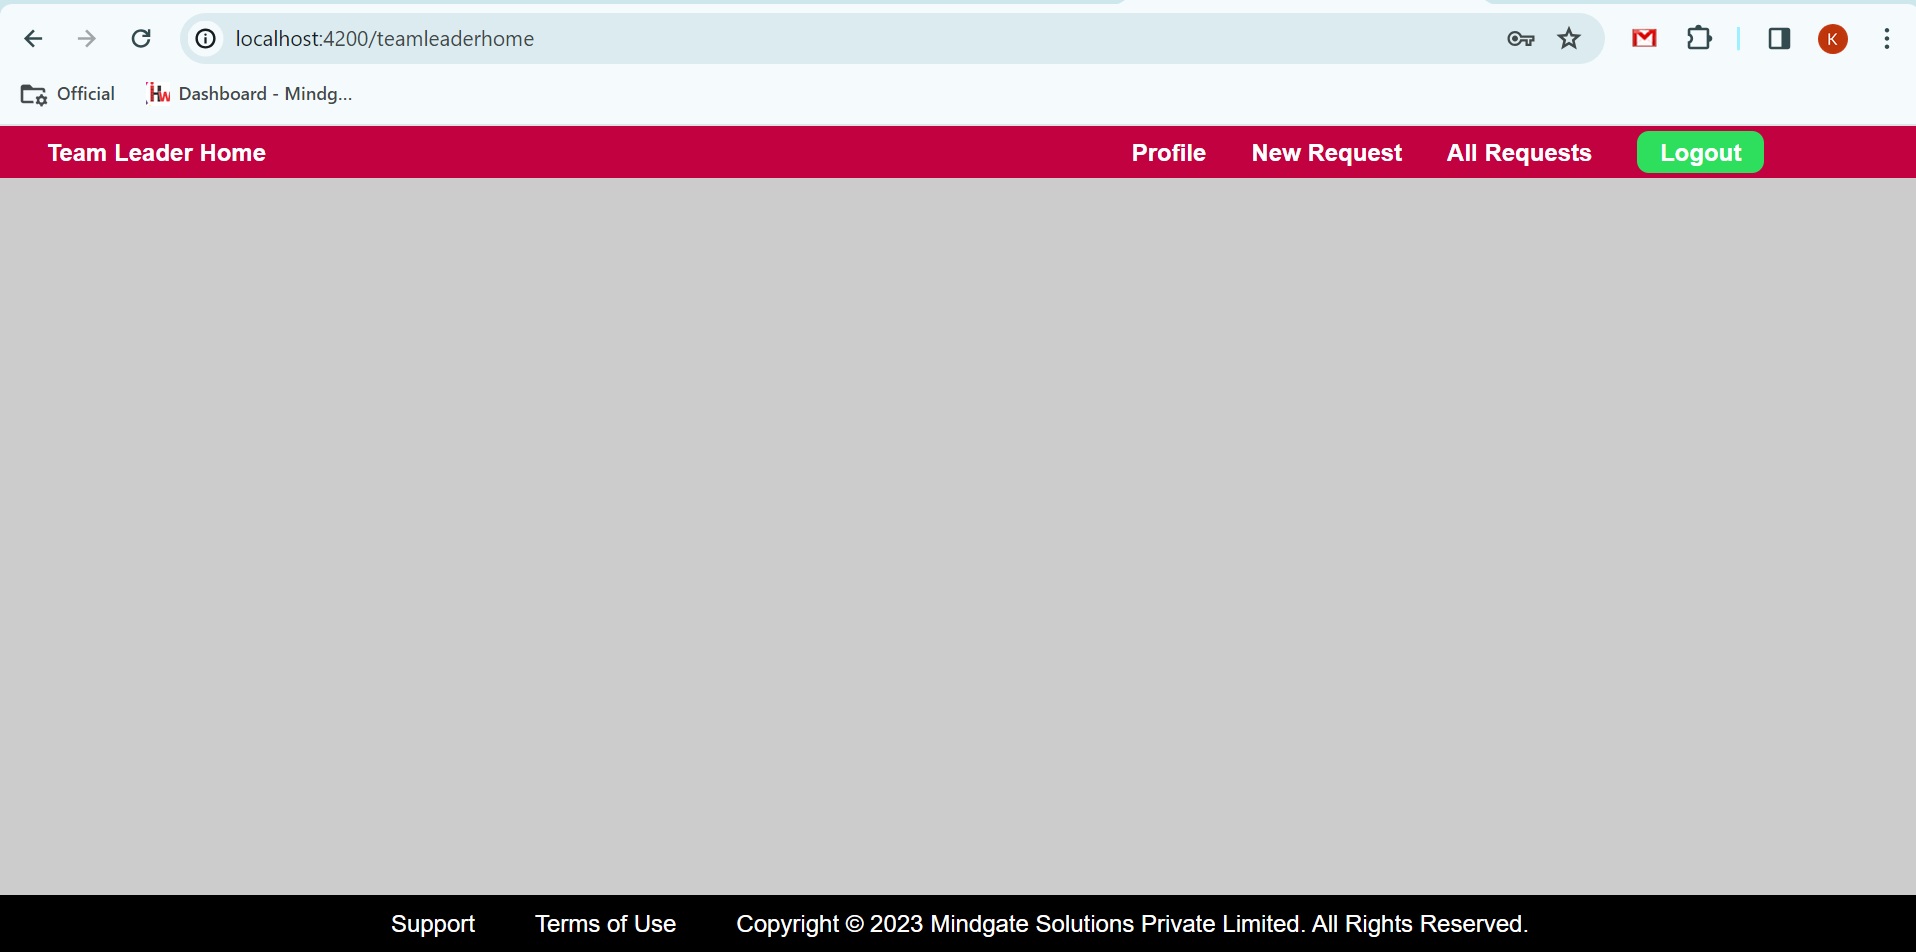 localhost:4200/teamleaderhome
K
Official HW Dashboard - Mindg...
Team Leader Home Profile New Request All Requests Logout
Support Terms of Use Copyright © 2023 Mindgate Solutions Private Limited. All Rights Reserved.